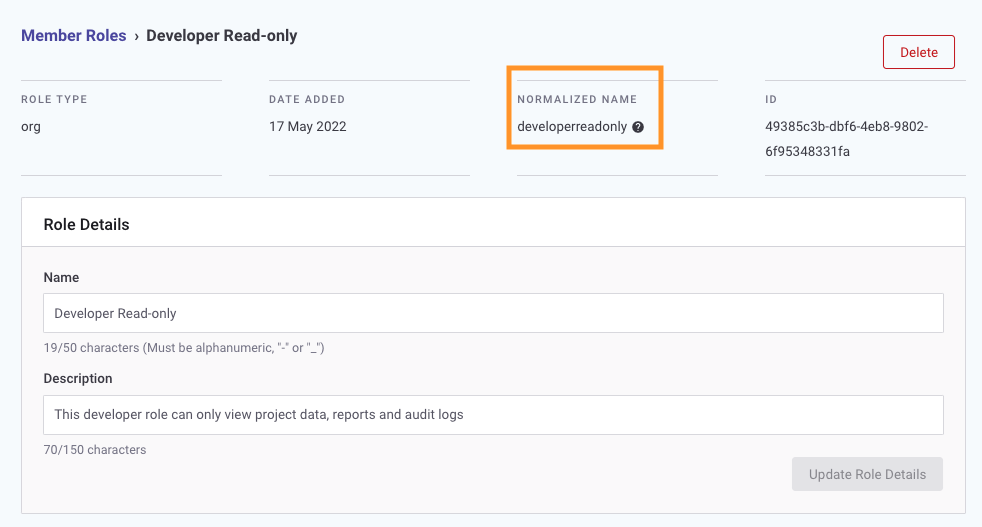 Member Roles › Developer Read-only
Delete
ROLE TYPE
org
DATE ADDED
17 May 2022
NORMALIZED NAME
developerreadonly
ID
49385c3b-dbf6-4eb8-9802-
6f95348331fa
Role Details
Name
Developer Read-only
19/50 characters (Must be alphanumeric, "-" or "_")
Description
This developer role can only view project data, reports and audit logs
70/150 characters
Update Role Details